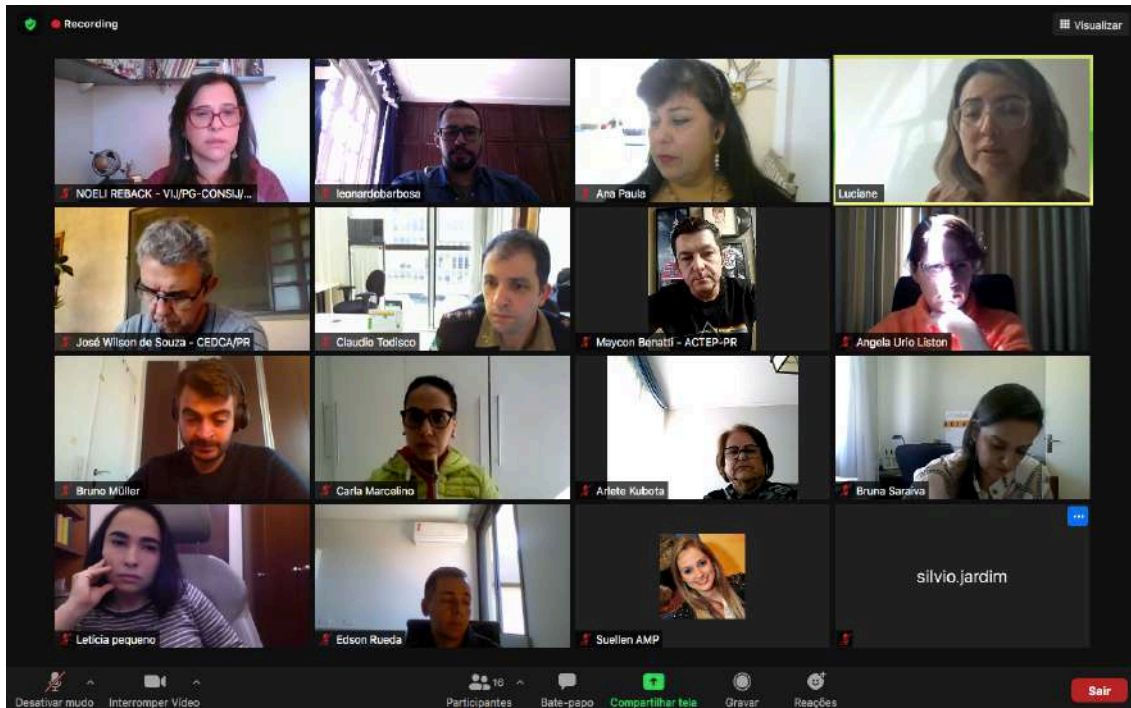 Recording
Visualizar
NOELI REBACK - VIJ/PG-CONSIJ/...
leonardobarbosa
Ana Paula
Luciane
José Wilson de Souza - CEDCA/PR
Claudio Todisco
Maycon Benatti - ACTEP-PR
Angela Urio Liston
Bruno Müller
Carla Marcelino
Arlete Kubota
Bruna Saraiva
Letícia pequeno
Edson Rueda
Suellen AMP
silvio.jardim
Desativar mudo
Interromper Vídeo
16
Participantes
Bate-papo
Compartilhar tela
Gravar
Reações
Sair